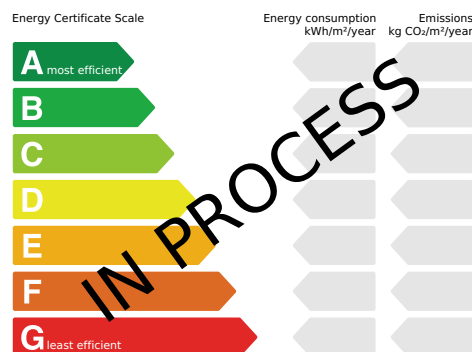 Energy Certificate Scale
Energy consumption
kWh/m²/year
Emissions
kg CO₂/m²/year
A most efficient
B
C
D
E
F
G least efficient
IN PROCESS